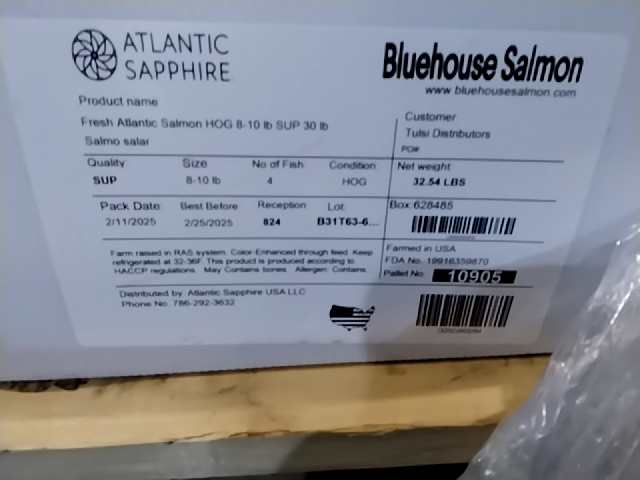 ATLANTIC
SAPPHIRE
Bluehouse Salmon
www.bluehousesalmon.com
Product name
Fresh Atlantic Salmon HOG 8-10 lb SUP 30 lb
Salmo salar
Customer
Tulsi Distributors
PO#
Quality Size No of Fish: Condition:
SUP 8-10 lb 4 HOG
Net weight:
32.54 LBS
Pack Date: Best Before Reception: Lot:
2/11/2025 2/25/2025 824 B31T63-6...
Box 628485
Farm raised in RAS system. Color-Enhanced through feed. Keep
refrigerated at 32-36F. This product is produced according to
HACCP regulations. May Contains bones. Allergen: Contains
Farmed in USA
FDA No. 19916359870
Pallet No. 10905
Distributed by: Atlantic Sapphire USA LLC
Phone No. 786-292-3632